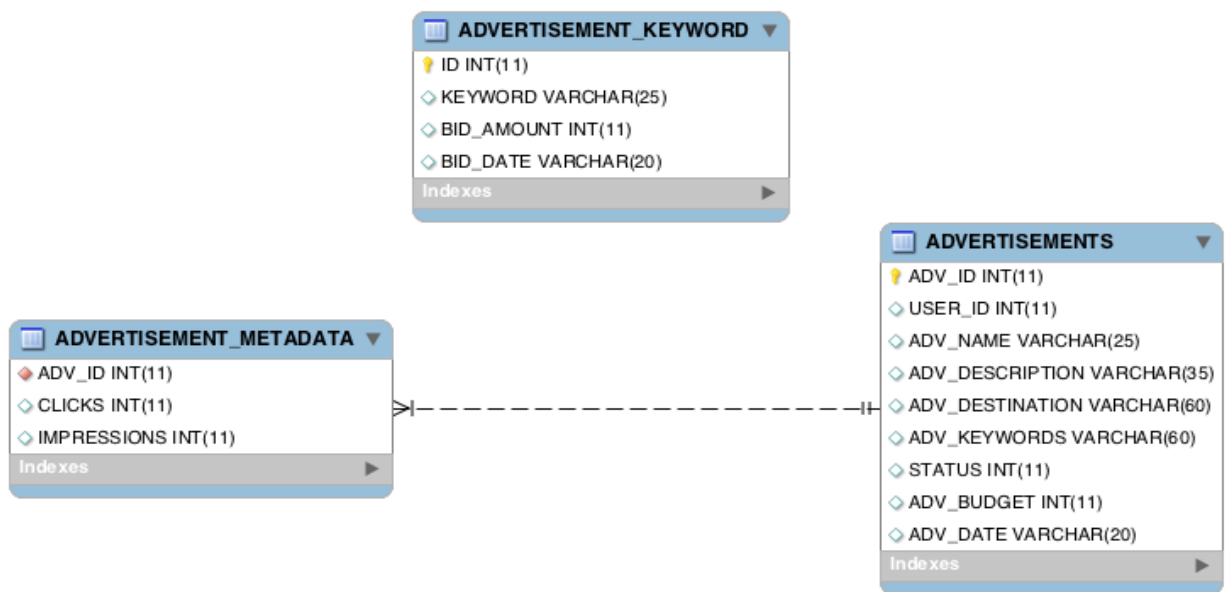 ADVERTISEMENT_KEYWORD
ID INT(11)
KEYWORD VARCHAR(25)
BID_AMOUNT INT(11)
BID_DATE VARCHAR(20)
Indexes
ADVERTISEMENT_METADATA
ADV_ID INT(11)
CLICKS INT(11)
IMPRESSIONS INT(11)
Indexes
ADVERTISEMENTS
ADV_ID INT(11)
USER_ID INT(11)
ADV_NAME VARCHAR(25)
ADV_DESCRIPTION VARCHAR(35)
ADV_DESTINATION VARCHAR(60)
ADV_KEYWORDS VARCHAR(60)
STATUS INT(11)
ADV_BUDGET INT(11)
ADV_DATE VARCHAR(20)
Indexes